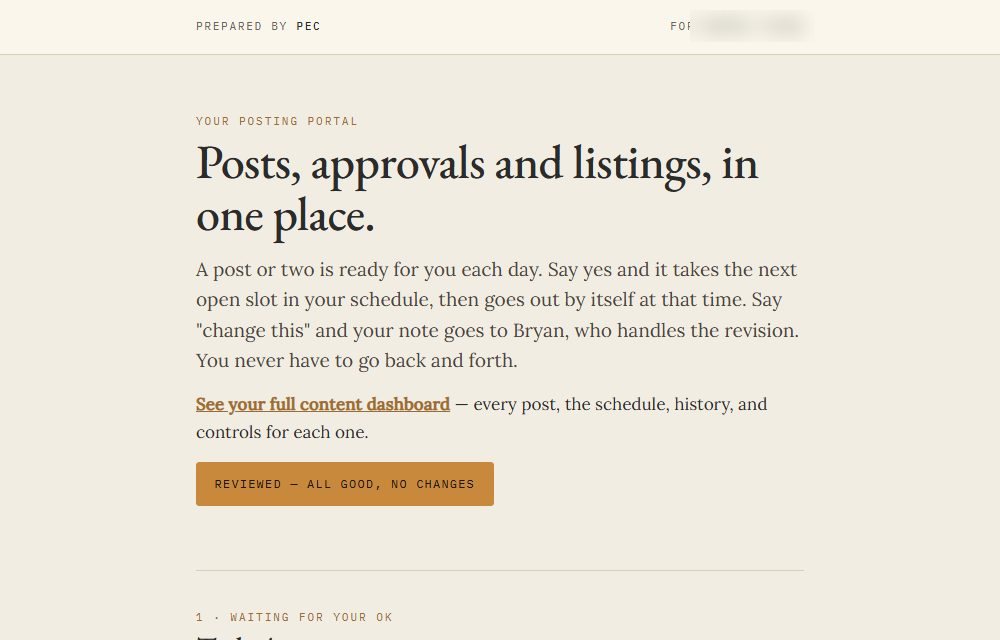 PREPARED BY PEC
FOR
YOUR POSTING PORTAL
Posts, approvals and listings, in
one place.
A post or two is ready for you each day. Say yes and it takes the next
open slot in your schedule, then goes out by itself at that time. Say
"change this" and your note goes to Bryan, who handles the revision.
You never have to go back and forth.
See your full content dashboard — every post, the schedule, history, and
controls for each one.
REVIEWED — ALL GOOD, NO CHANGES
1 · WAITING FOR YOUR OK